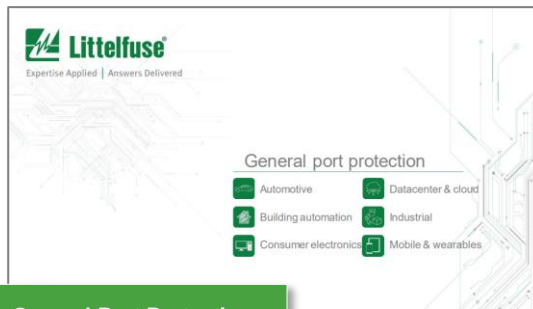 Littelfuse®
Expertise Applied | Answers Delivered
General port protection
Automotive
Datacenter & cloud
Building automation
Industrial
Consumer electronics
Mobile & wearables